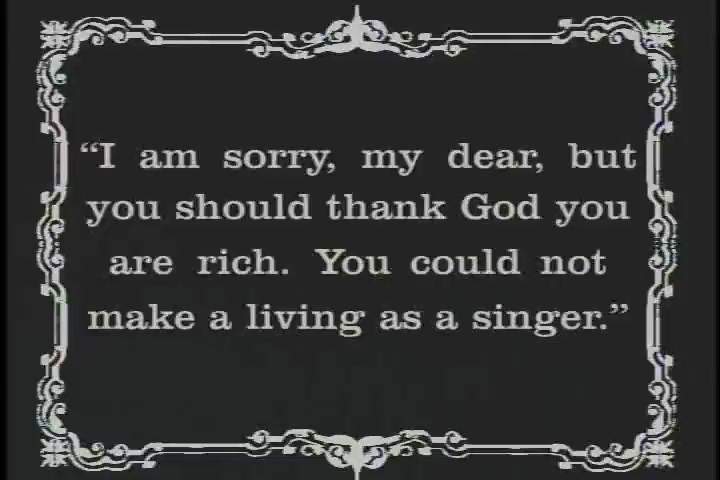 “I am sorry, my dear, but
you should thank God you
are rich. You could not
make a living as a singer.”